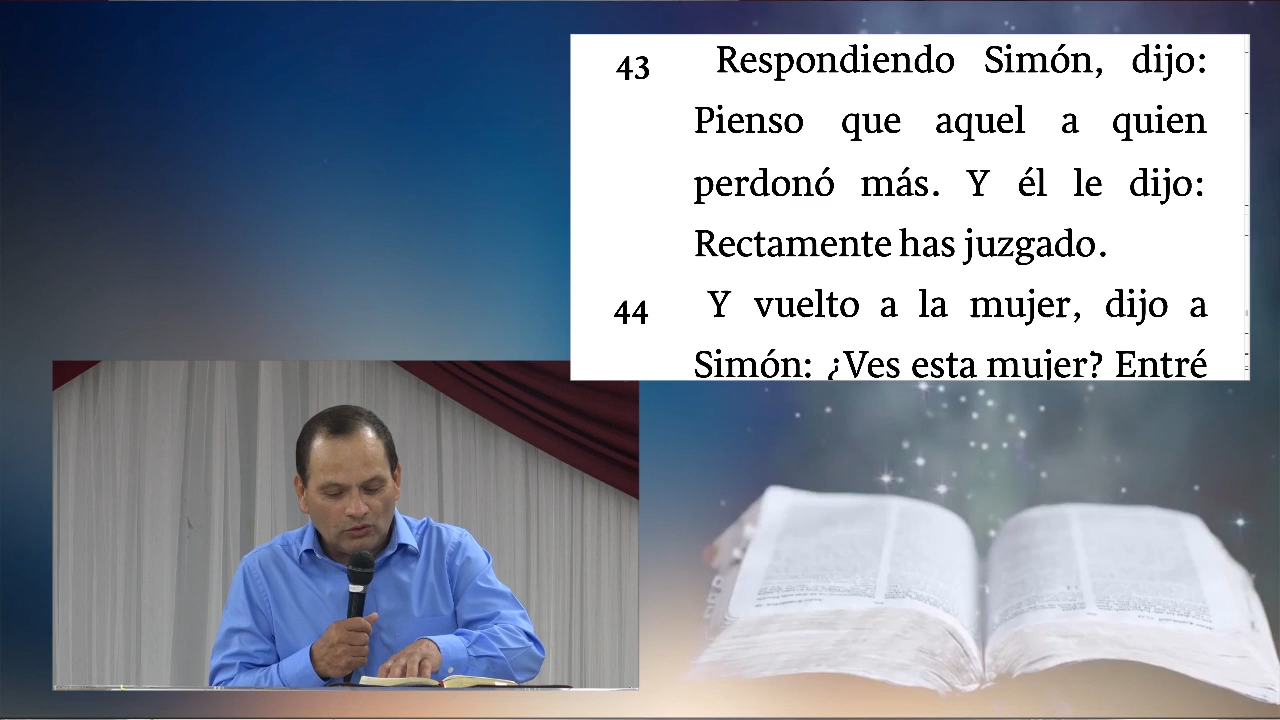 43 Respondiendo Simón, dijo:
Pienso que aquel a quien
perdonó más. Y él le dijo:
Rectamente has juzgado.
44 Y vuelto a la mujer, dijo a
Simón: ¿Ves esta mujer? Entré